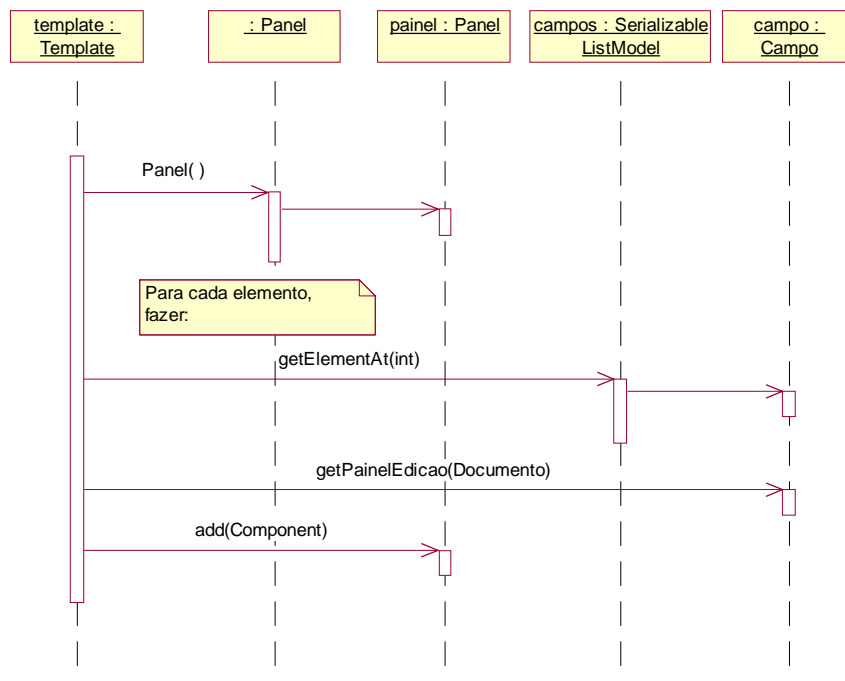 template :
Template
: Panel
painel : Panel
campos : Serializable
ListModel
campo :
Campo
Panel( )
Para cada elemento,
fazer:
getElementAt(int)
getPainelEdicao(Documento)
add(Component)